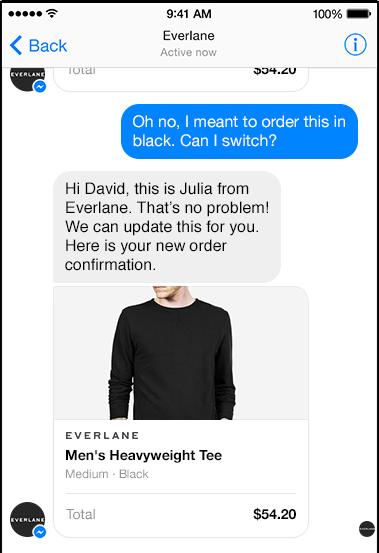 9:41 AM
100%
Back
Everlane
Active now
EVERLANE
Total
$54.20
Oh no, I meant to order this in
black. Can I switch?
Hi David, this is Julia from
Everlane. That's no problem!
We can update this for you.
Here is your new order
confirmation.
EVERLANE
Men's Heavyweight Tee
Medium · Black
Total
$54.20
EVERLANE
EVERLANE